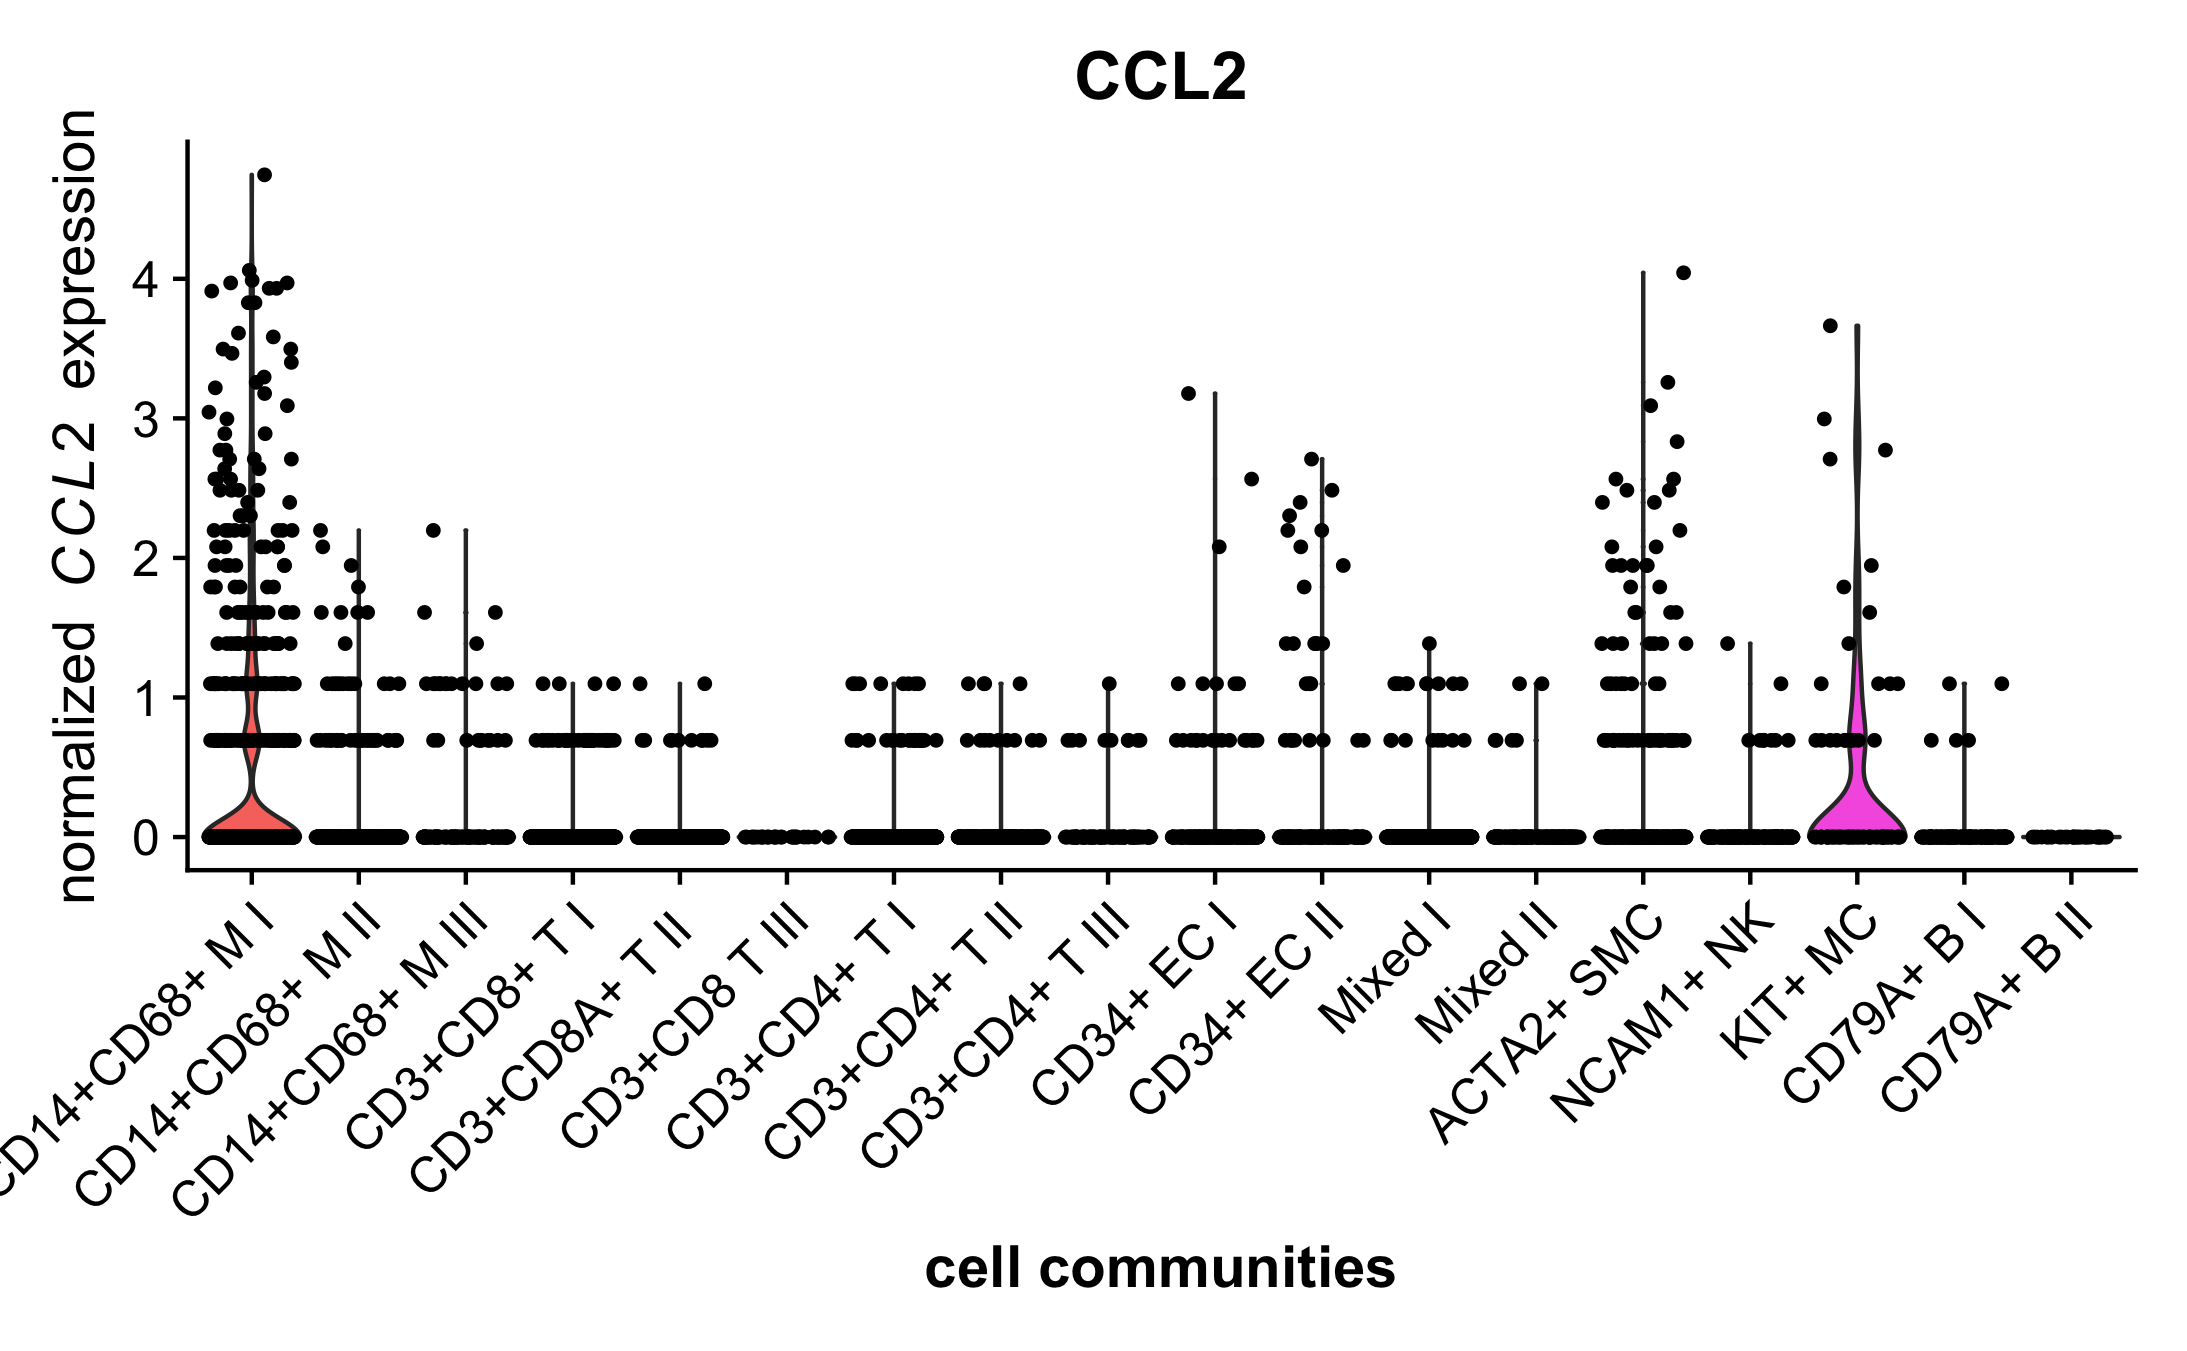 CCL2
normalized CCL2 expression
4
3
2
1
0
CD14+CD68+ M I
CD14+CD68+ M II
CD14+CD68+ M III
CD3+CD8+ T I
CD3+CD8A+ T II
CD3+CD8 T III
CD3+CD4+ T I
CD3+CD4+ T II
CD3+CD4+ T III
CD34+ EC I
CD34+ EC II
Mixed I
Mixed II
ACTA2+ SMC
NCAM1+ NK
KIT+ MC
CD79A+ B I
CD79A+ B II
cell communities